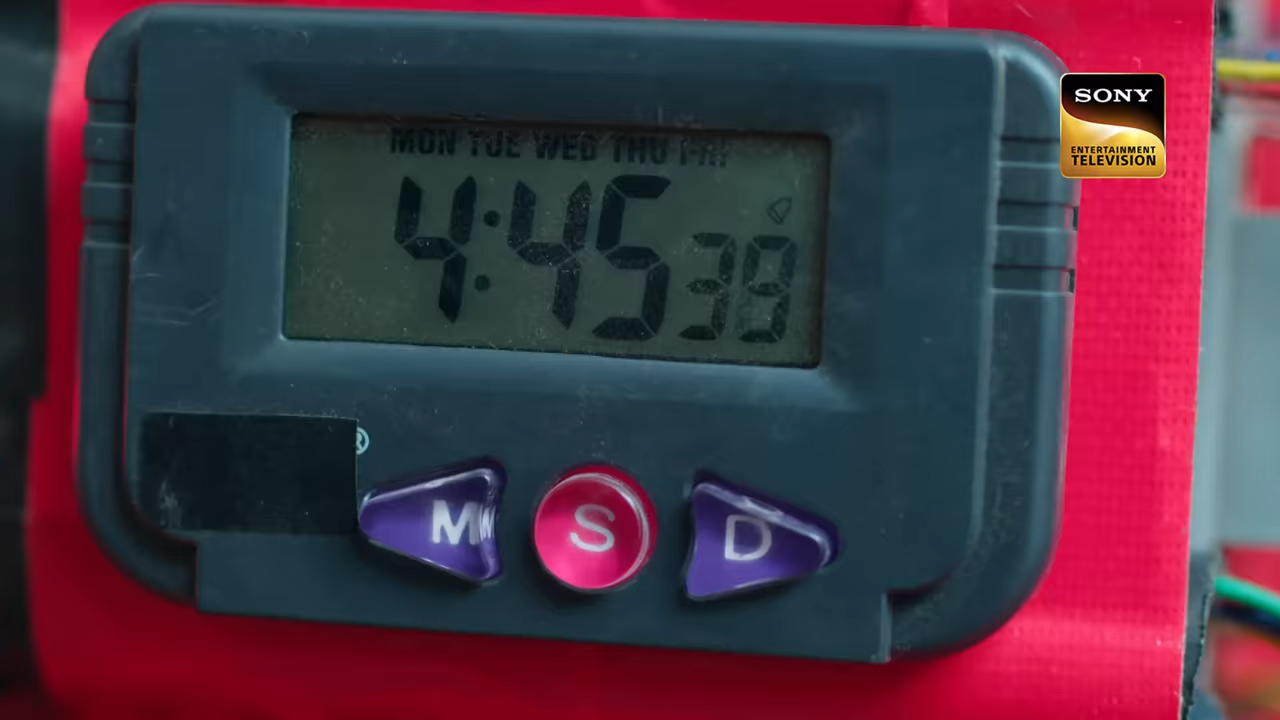 SONY
ENTERTAINMENT
TELEVISION
MON TUE WED THU FRI
4:45 39
®
M
S
D